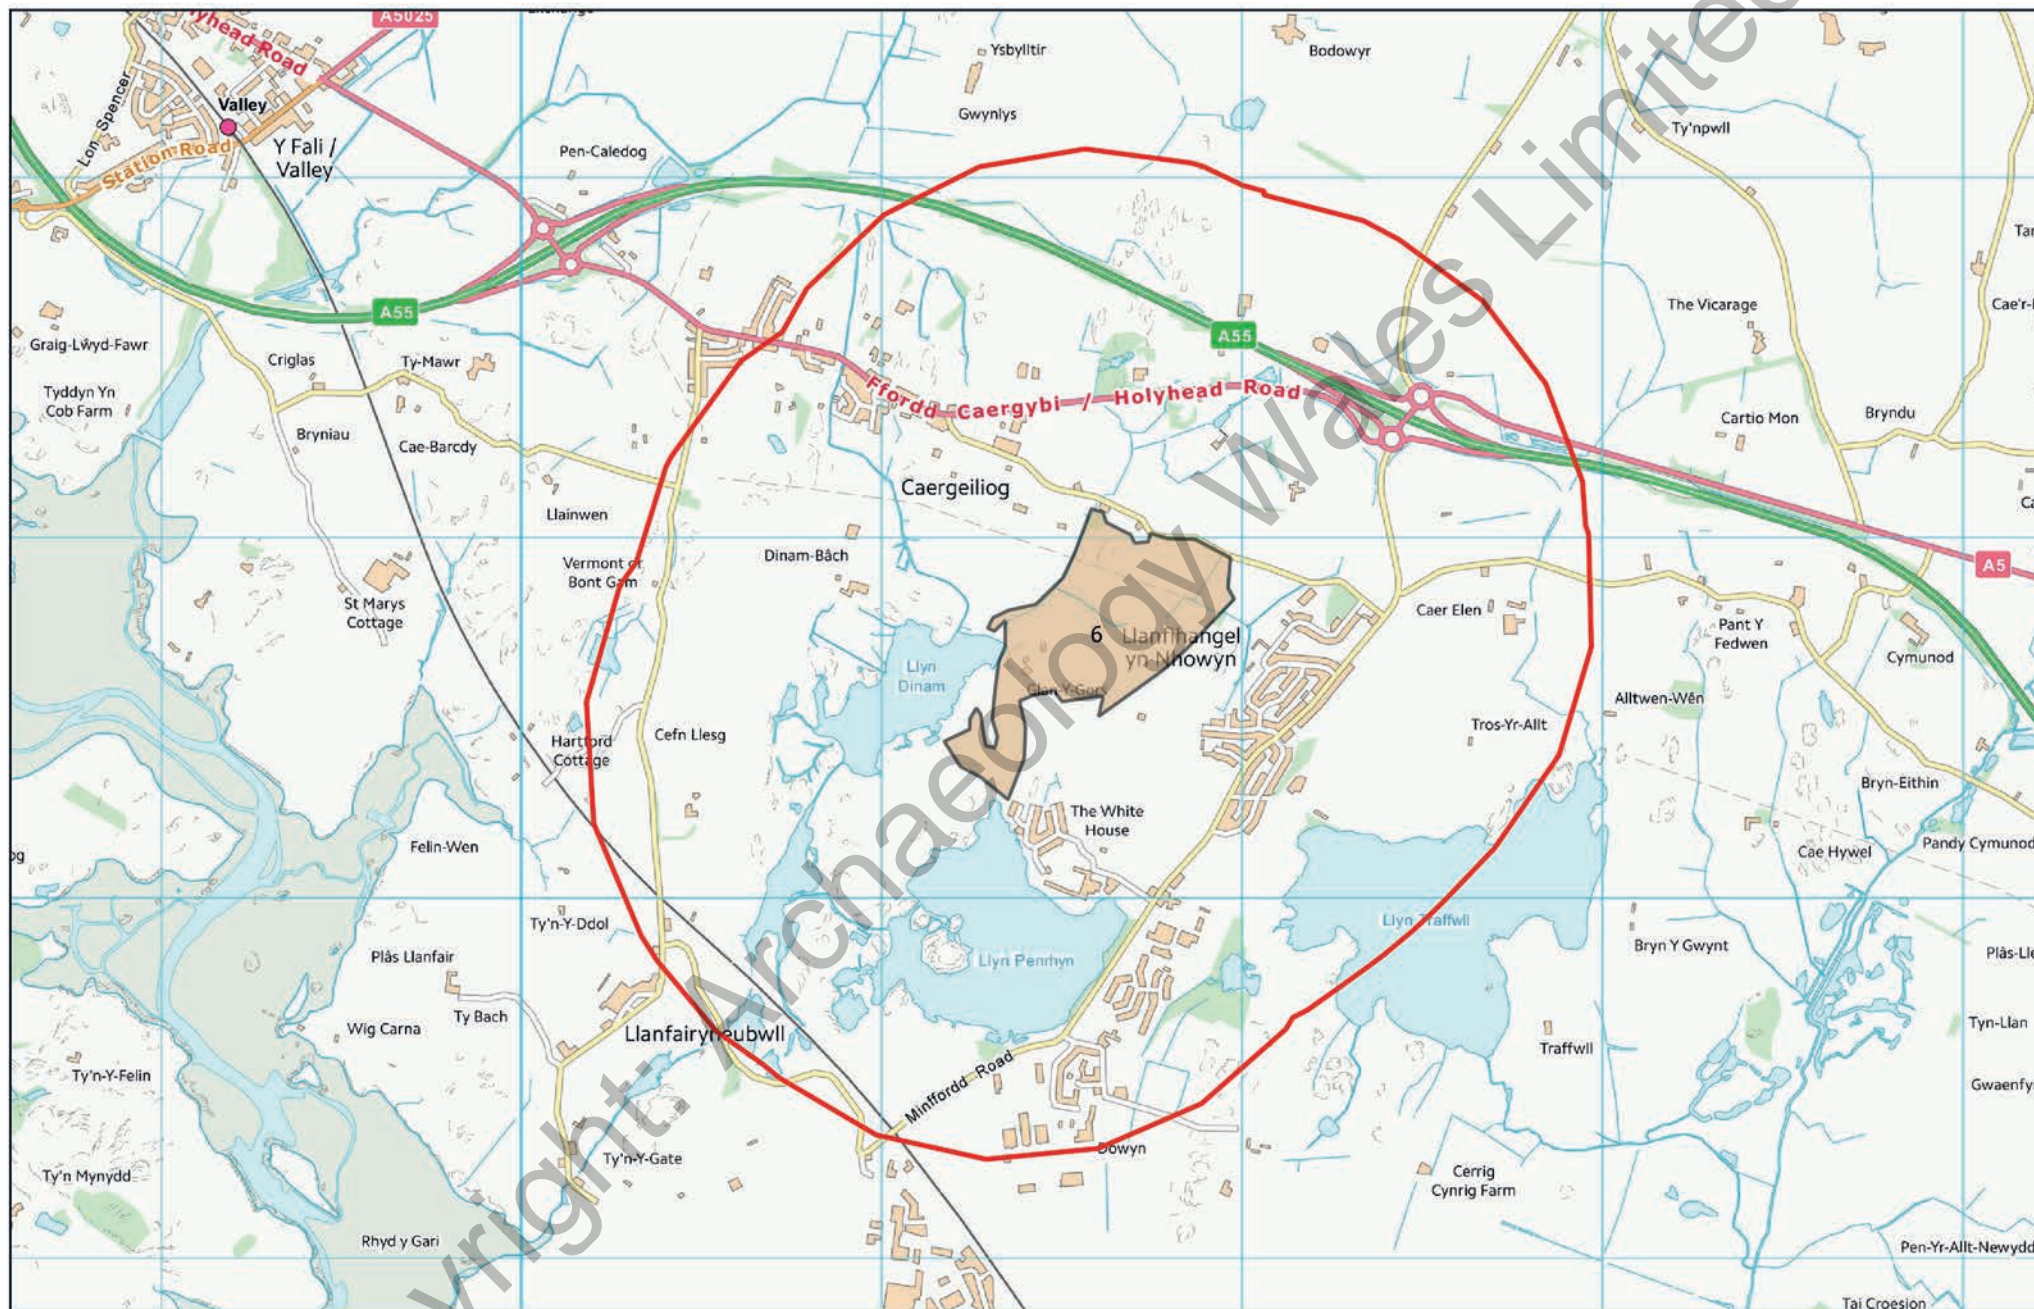 A5025
Holyhead Road
Lon Spencer
Valley
Station Road
Y Fali /
Valley
Ysbylltir
Bodowyr
Gwynlys
Pen-Caledog
Ty'npwll
A55
Graig-Lŵyd-Fawr
Criglas
Ty-Mawr
A55
The Vicarage
Tyddyn Yn
Cob Farm
Bryniau
Cae-Barcdy
Ffordd Caergybi / Holyhead Road
Cartio Mon
Bryndu
Llainwen
Caergeiliog
Vermont or
Bont Gam
Dinam-Bâch
A5
St Marys
Cottage
Caer Elen
Pant Y
Fedwen
Cymunod
6
Llanfihangel
yn Nhowyn
Llyn
Dinam
Glan-Y-Gors
Alltwen-Wên
Hartford
Cottage
Cefn Llesg
Tros-Yr-Allt
Bryn-Eithin
The White
House
Felin-Wen
Cae Hywel
Pandy Cymunod
Ty'n-Y-Ddol
Llyn Traffwll
Plâs Llanfair
Llyn Penrhyn
Bryn Y Gwynt
Wig Carna
Ty Bach
Llanfairyneubwll
Traffwll
Tyn-Llan
Ty'n-Y-Felin
Minffordd Road
Ty'n-Y-Gate
Dowyn
Ty'n Mynydd
Cerrig
Cynrig Farm
Rhyd y Gari
Pen-Yr-Allt-Newydd
Tai Croesion
wright: Archaeology Wales Limited